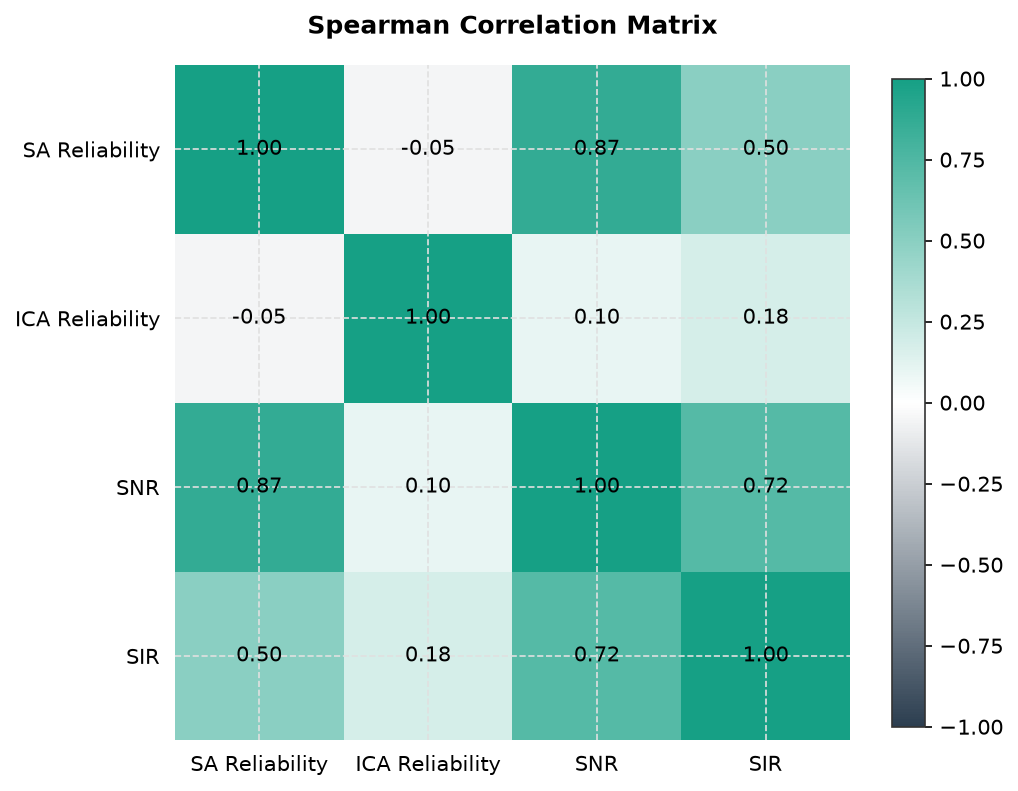 Spearman Correlation Matrix
SA Reliability 1.00 -0.05 0.87 0.50
ICA Reliability -0.05 1.00 0.10 0.18
SNR 0.87 0.10 1.00 0.72
SIR 0.50 0.18 0.72 1.00
SA Reliability ICA Reliability SNR SIR
1.00
0.75
0.50
0.25
0.00
−0.25
−0.50
−0.75
−1.00